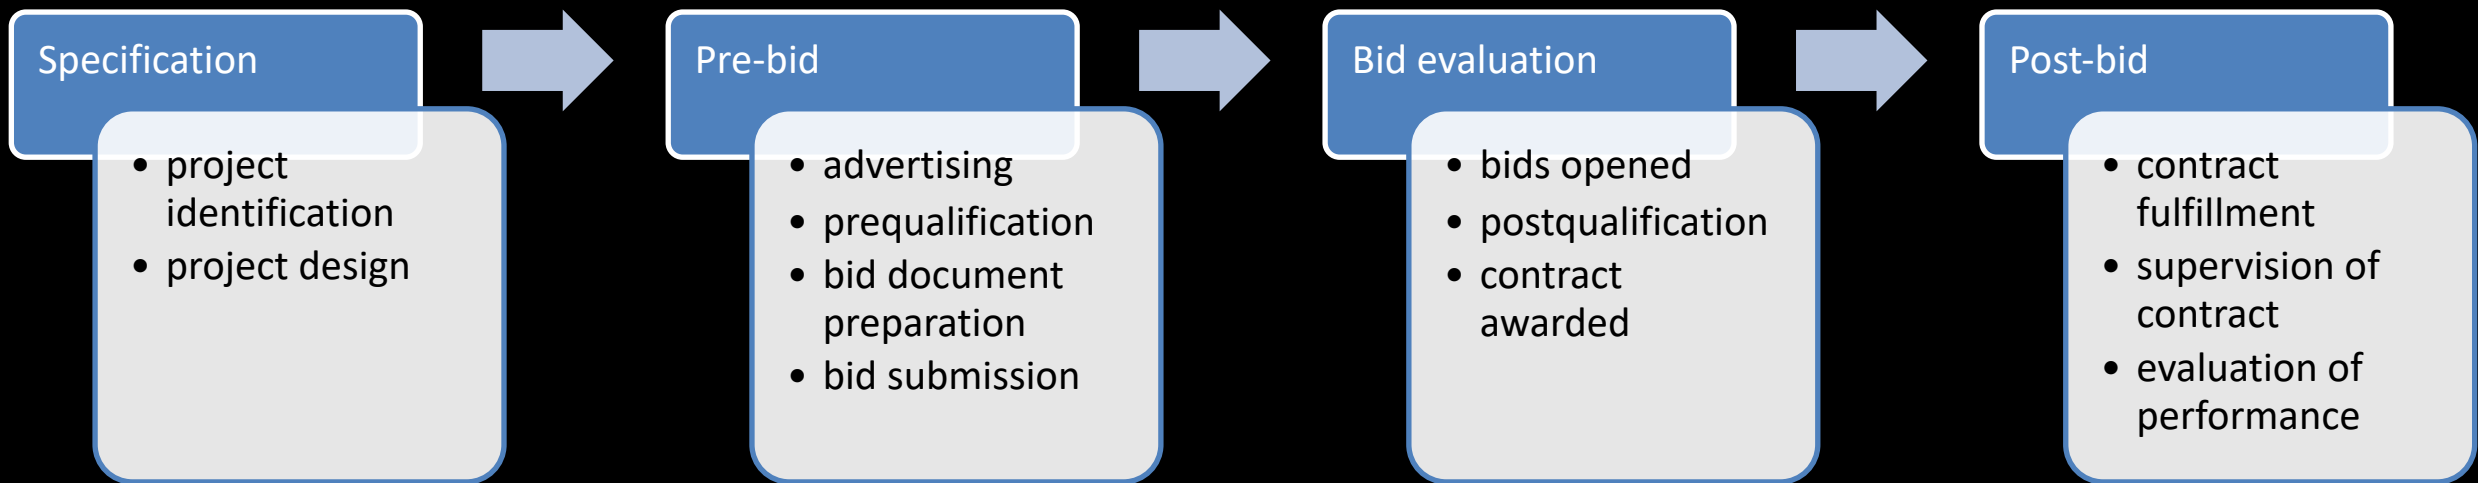 Specification
• project
identification
• project design
Pre-bid
• advertising
• prequalification
• bid document
preparation
• bid submission
Bid evaluation
• bids opened
• postqualification
• contract
awarded
Post-bid
• contract
fulfillment
• supervision of
contract
• evaluation of
performance